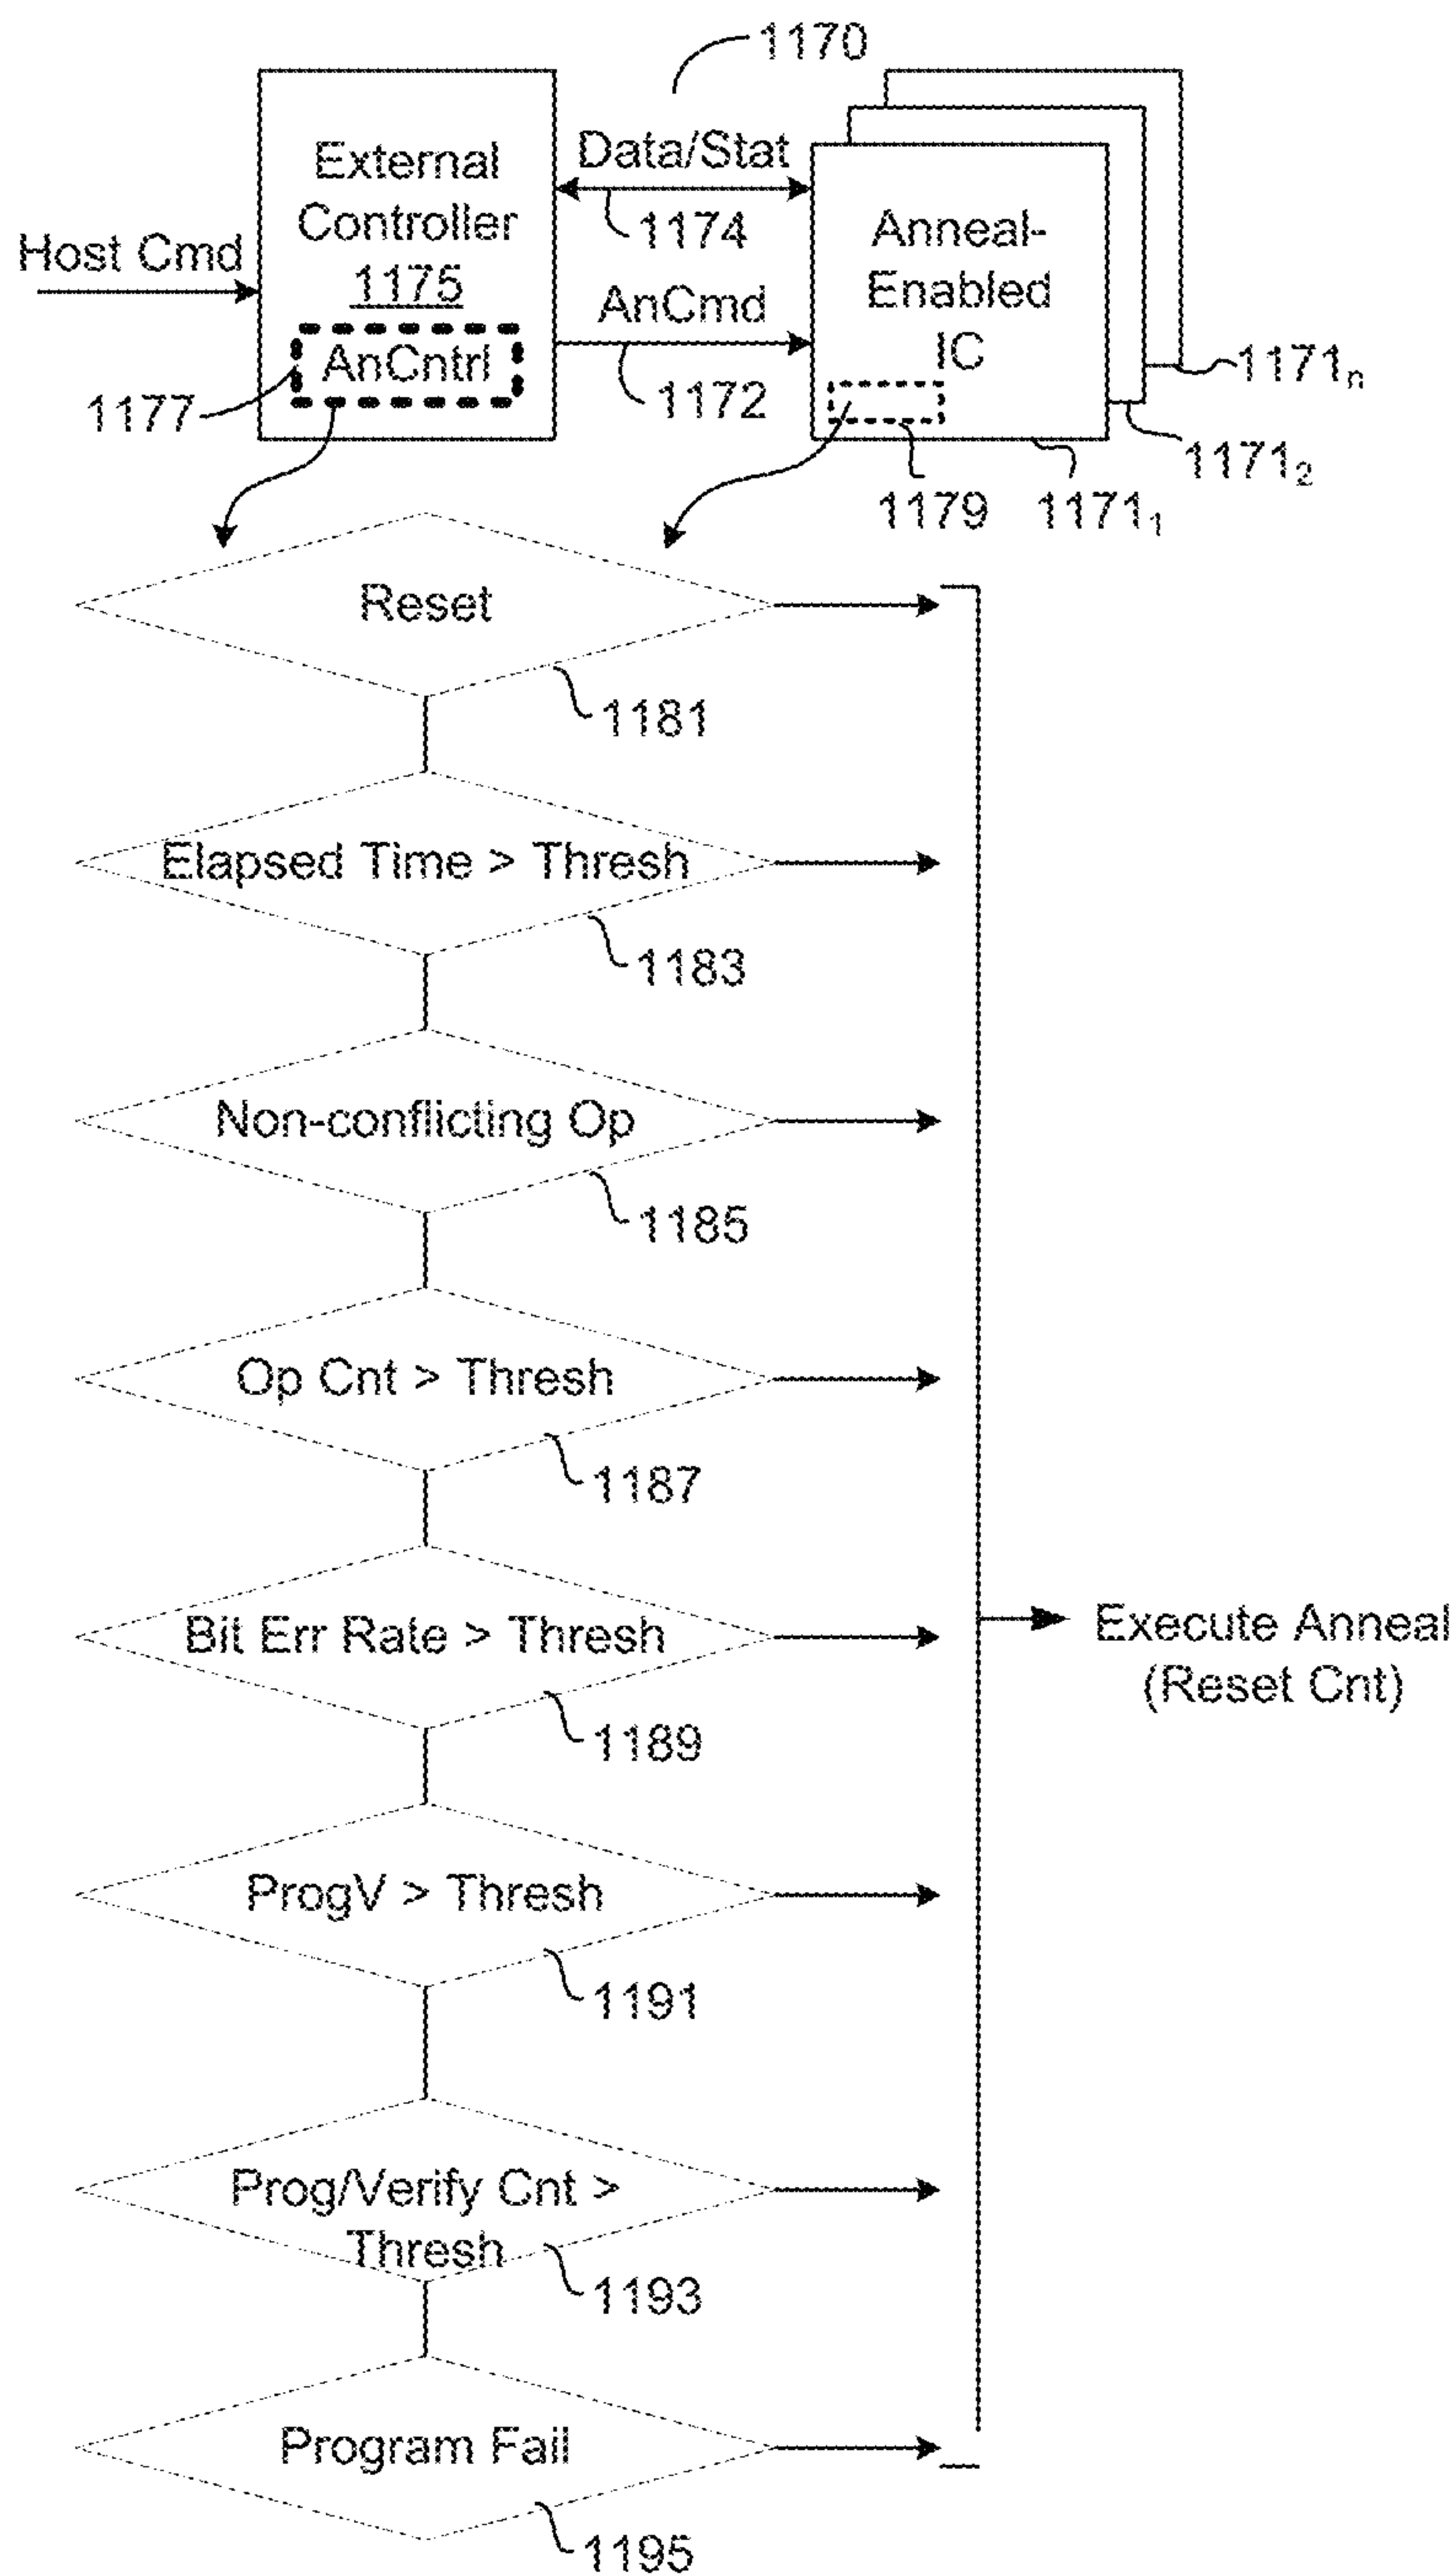 1170
External
Controller
1175
AnCntrl
Host Cmd
1177
Data/Stat
1174
AnCmd
1172
Anneal-
Enabled
IC
1179
1171₁
1171₂
1171ₙ
Reset
1181
Elapsed Time > Thresh
1183
Non-conflicting Op
1185
Op Cnt > Thresh
1187
Bit Err Rate > Thresh
1189
Execute Anneal
(Reset Cnt)
ProgV > Thresh
1191
Prog/Verify Cnt >
Thresh
1193
Program Fail
1195